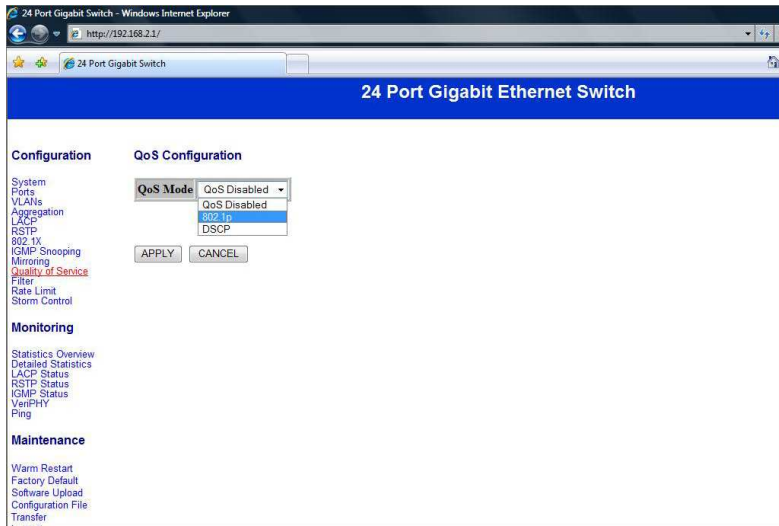 24 Port Gigabit Switch - Windows Internet Explorer
http://192.168.2.1/
24 Port Gigabit Switch
24 Port Gigabit Ethernet Switch
Configuration
System
Ports
VLANs
Aggregation
LACP
RSTP
802.1X
IGMP Snooping
Mirroring
Quality of Service
Filter
Rate Limit
Storm Control
Monitoring
Statistics Overview
Detailed Statistics
LACP Status
RSTP Status
IGMP Status
VeriPHY
Ping
Maintenance
Warm Restart
Factory Default
Software Upload
Configuration File
Transfer
QoS Configuration
QoS Mode QoS Disabled
QoS Disabled
802.1p
DSCP
APPLY CANCEL